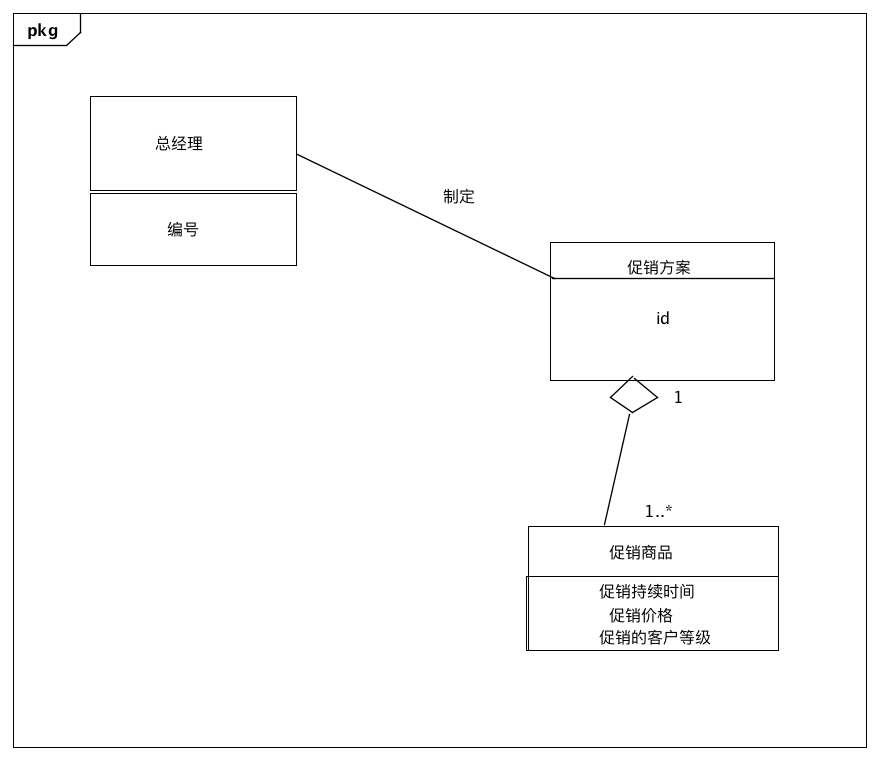 pkg
总经理
编号
制定
促销方案
id
1
1..*
促销商品
促销持续时间
促销价格
促销的客户等级